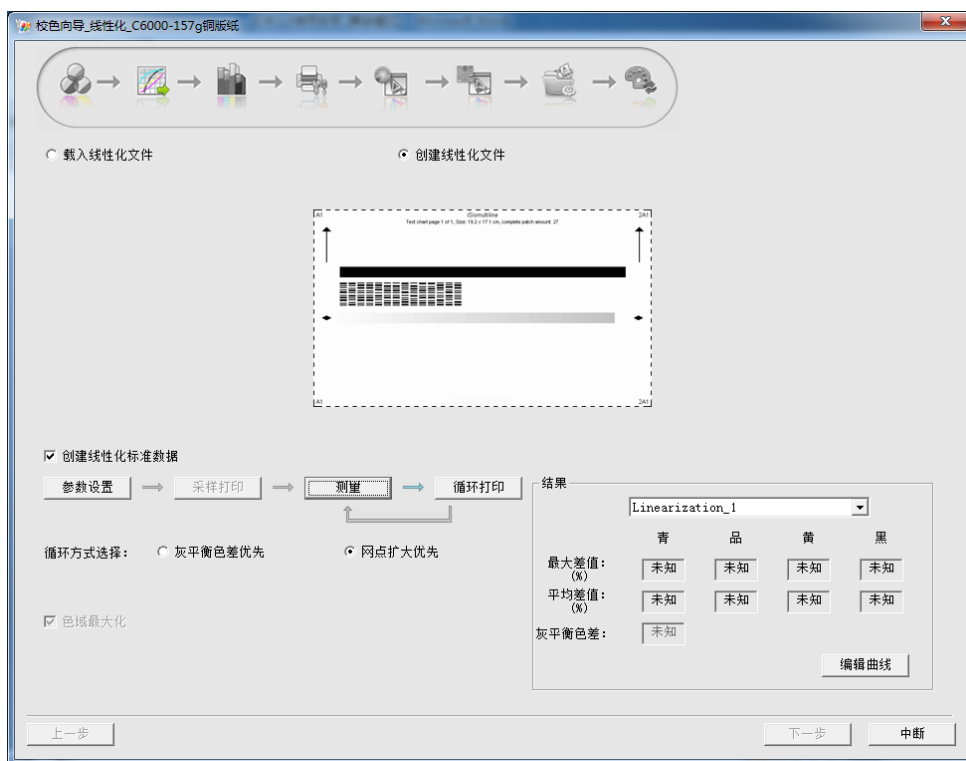 校色向导_线性化_C6000-157g铜版纸
载入线性化文件
创建线性化文件
A1
2A1
Test chart page 1 of 1, Size: 19.2 × 17.1 cm, complete patch amount: 27
A1
2A1
创建线性化标准数据
参数设置
采样打印
测量
循环打印
循环方式选择：
灰平衡色差优先
网点扩大优先
色域最大化
结果
Linearization_1
青 品 黄 黑
最大差值：
(%)
未知 未知 未知 未知
平均差值：
(%)
未知 未知 未知 未知
灰平衡色差：
未知
编辑曲线
上一步
下一步
中断